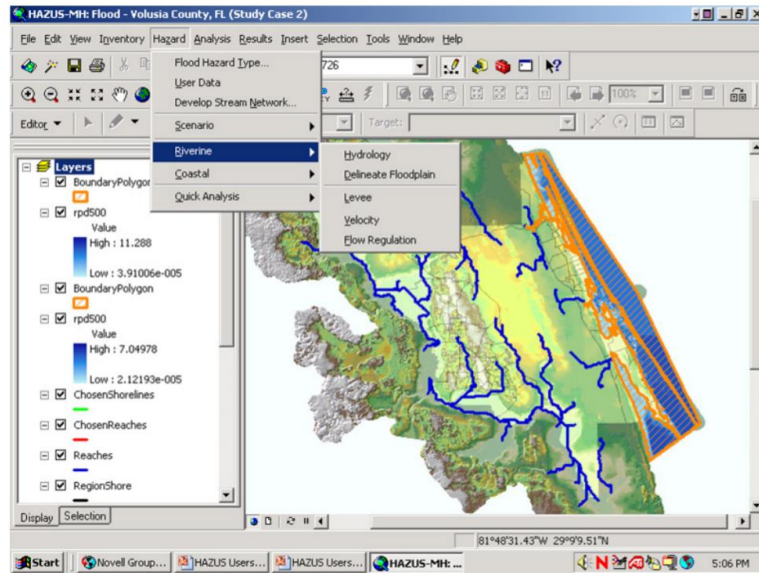 HAZUS-MH: Flood - Volusia County, FL (Study Case 2)
File Edit View Inventory Hazard Analysis Results Insert Selection Tools Window Help
Flood Hazard Type...
User Data
Develop Stream Network...
Scenario
Riverine
Coastal
Quick Analysis
Hydrology
Delineate Floodplain
Levee
Velocity
Flow Regulation
726
100%
Editor
Target:
Layers
BoundaryPolygon
rpd500
Value
High : 11.288
Low : 3.91006e-005
BoundaryPolygon
rpd500
Value
High : 7.04978
Low : 2.12193e-005
ChosenShorelines
ChosenReaches
Reaches
RegionShore
Display Selection
81°48'31.43"W 29°9'9.51"N
Start Novell Group... HAZUS Users... HAZUS Users... HAZUS-MH: ... 5:06 PM